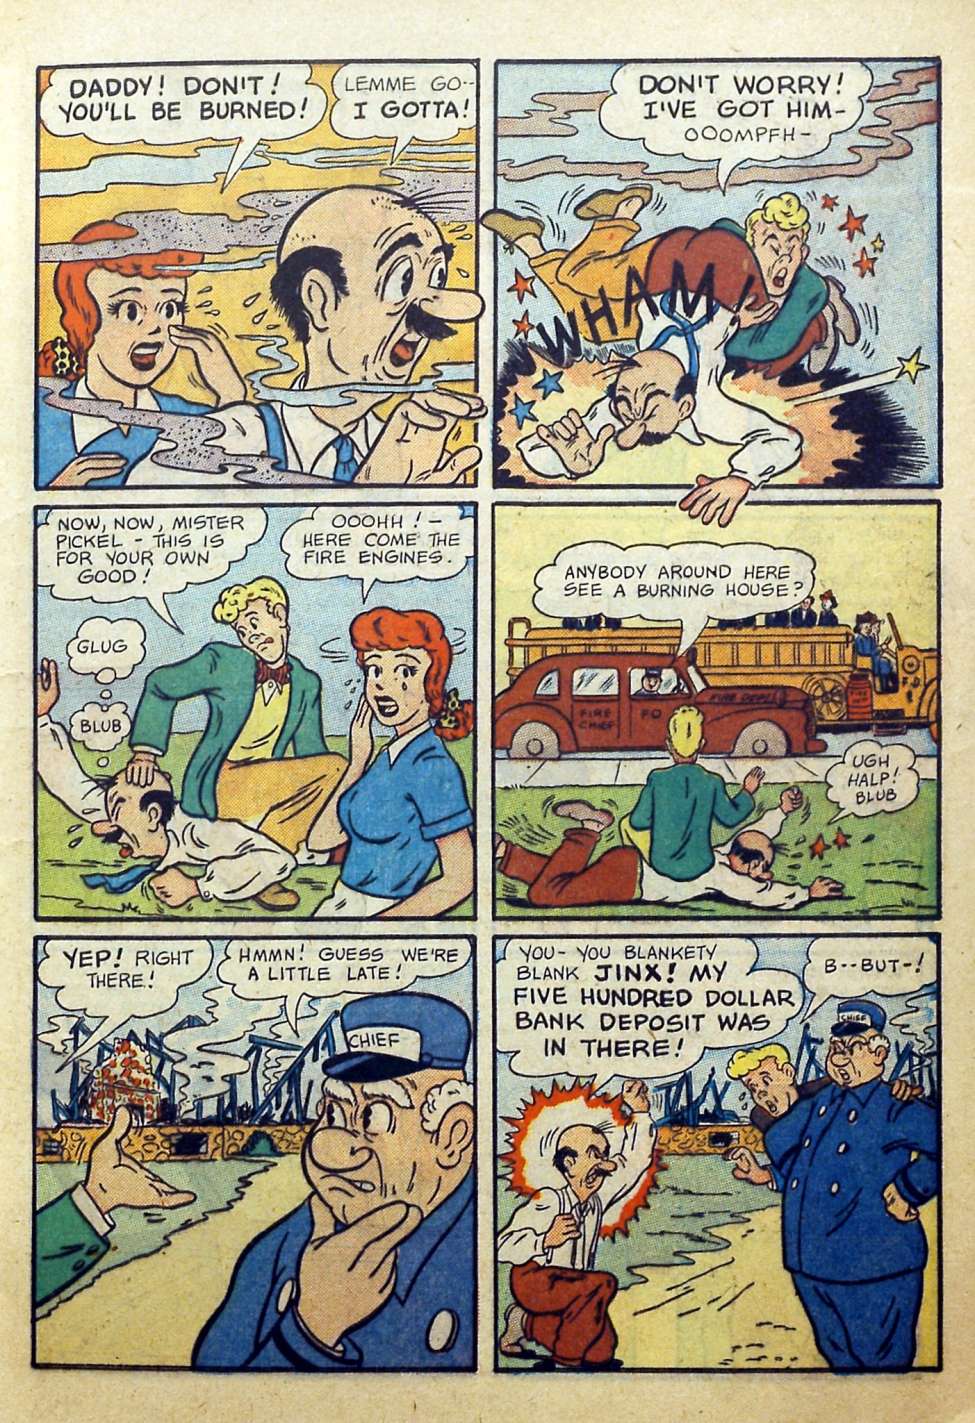 DADDY! DON'T!
YOU'LL BE BURNED!
LEMME GO--
I GOTTA!
DON'T WORRY!
I'VE GOT HIM-
OOOMPFH-
WHAM!
NOW, NOW, MISTER
PICKEL - THIS IS
FOR YOUR OWN
GOOD!
OOOHH! -
HERE COME THE
FIRE ENGINES.
GLUG
BLUB
ANYBODY AROUND HERE
SEE A BURNING HOUSE?
FIRE DEPT.
FIRE
CHIEF
FD
F.D.
8
UGH
HALP!
BLUB
YEP! RIGHT
THERE!
HMMN! GUESS WE'RE
A LITTLE LATE!
CHIEF
YOU- YOU BLANKETY
BLANK JINX! MY
FIVE HUNDRED DOLLAR
BANK DEPOSIT WAS
IN THERE!
B--BUT-!
CHIEF